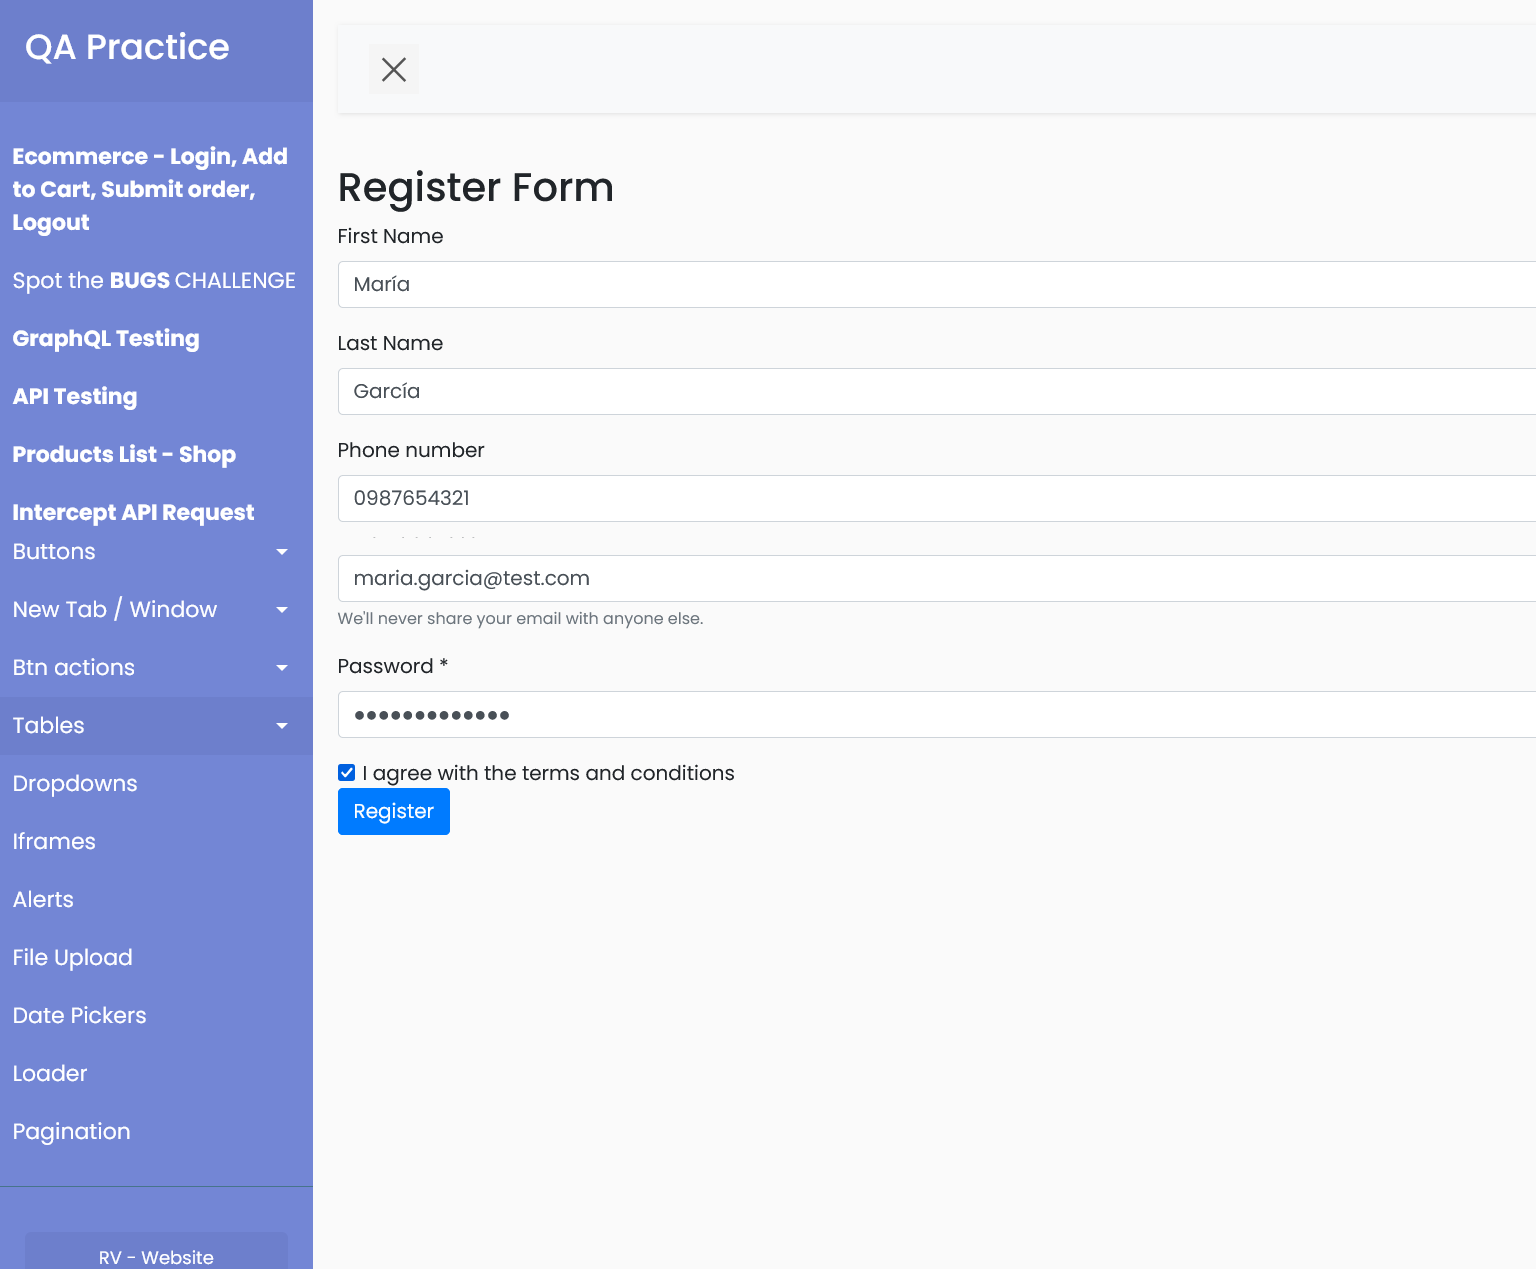 QA Practice
Ecommerce - Login, Add
to Cart, Submit order,
Logout
Spot the BUGS CHALLENGE
GraphQL Testing
API Testing
Products List - Shop
Intercept API Request
Buttons
New Tab / Window
Btn actions
Tables
Dropdowns
Iframes
Alerts
File Upload
Date Pickers
Loader
Pagination
RV - Website
Register Form
First Name
María
Last Name
García
Phone number
0987654321
maria.garcia@test.com
We'll never share your email with anyone else.
Password *
●●●●●●●●●●●●●
I agree with the terms and conditions
Register